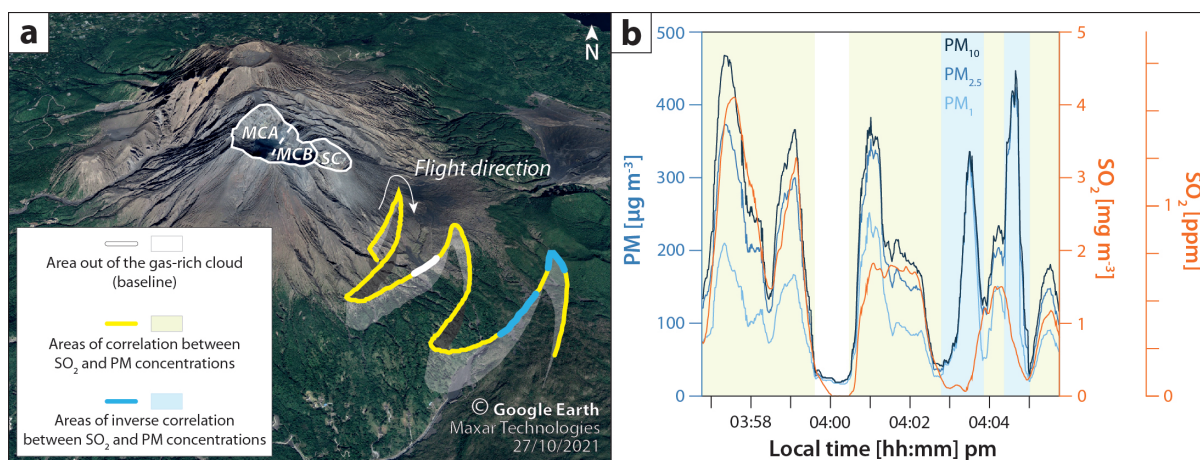 a
N
MCA
MCB
SC
Flight direction
Area out of the gas-rich cloud
(baseline)
Areas of correlation between
SO₂ and PM concentrations
Areas of inverse correlation
between SO₂ and PM concentrations
© Google Earth
Maxar Technologies
27/10/2021
b
PM [µg m⁻³]
500
400
300
200
100
0
PM₁₀
PM₂.₅
PM₁
5
4
3
2
1
0
SO₂ [mg m⁻³]
1
0
SO₂ [ppm]
03:58
04:00
04:02
04:04
Local time [hh:mm] pm